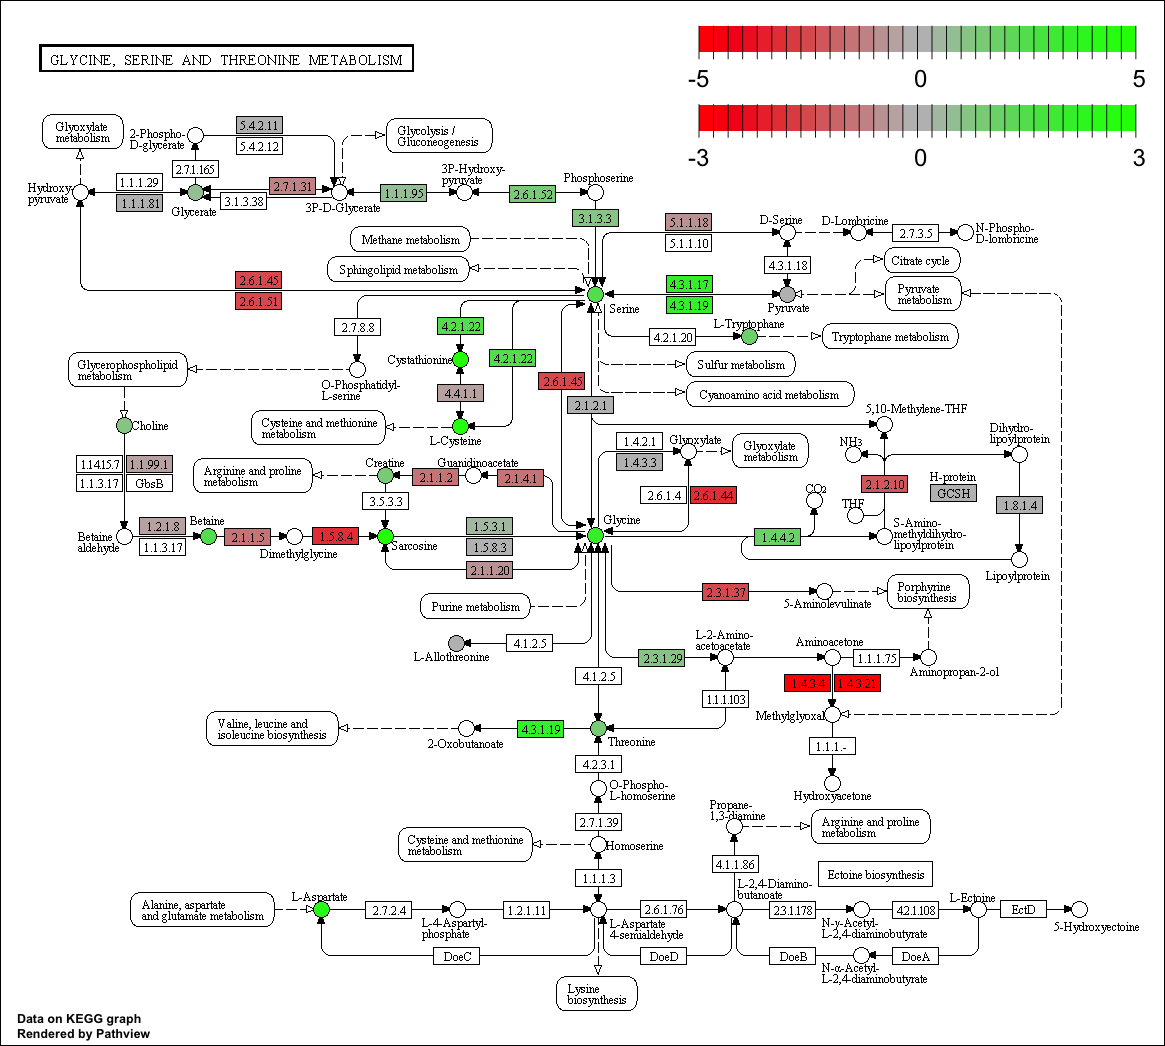 GLYCINE, SERINE AND THREONINE METABOLISM
-5
0
5
-3
0
3
Glyoxylate
metabolism
2-Phospho-
D-glycerate
5.4.2.11
5.4.2.12
Glycolysis /
Gluconeogenesis
2.7.1.165
3P-Hydroxy-
pyruvate
Phosphoserine
Hydroxy
pyruvate
1.1.1.29
1.1.1.81
Glycerate
2.7.1.31
3.1.3.38
3P-D-Glycerate
1.1.1.95
2.6.1.52
3.1.3.3
5.1.1.18
5.1.1.10
D-Serine
D-Lombricine
2.7.3.5
N-Phospho-
D-lombricine
Methane metabolism
Sphingolipid metabolism
4.3.1.18
Citrate cycle
2.6.1.45
2.6.1.51
Serine
4.3.1.17
4.3.1.19
Pyruvate
Pyruvate
metabolism
2.7.8.8
4.2.1.22
4.2.1.20
L-Tryptophane
Tryptophane metabolism
Glycerophospholipid
metabolism
Cystathionine
4.2.1.22
Sulfur metabolism
O-Phosphatidyl-
L-serine
4.4.1.1
2.6.1.45
2.1.2.1
Cyanoamino acid metabolism
Choline
Cysteine and methionine
metabolism
L-Cysteine
5,10-Methylene-THF
1.14.15.7
1.1.99.1
1.1.3.17
GbsB
Arginine and proline
metabolism
Creatine
2.1.1.2
Guanidinoacetate
2.1.4.1
1.4.2.1
1.4.3.3
Glyoxylate
Glyoxylate
metabolism
NH3
Dihydro-
lipoylprotein
3.5.3.3
2.6.1.4
2.6.1.44
CO2
THF
2.1.2.10
H-protein
GCSH
1.8.1.4
Betaine
aldehyde
1.2.1.8
1.1.3.17
Betaine
2.1.1.5
Dimethylglycine
1.5.8.4
Sarcosine
1.5.3.1
1.5.8.3
2.1.1.20
Glycine
1.4.4.2
S-Amino-
methyldihydro-
lipoylprotein
Lipoylprotein
Purine metabolism
2.3.1.37
5-Aminolevulinate
Porphyrine
biosynthesis
L-Allothreonine
4.1.2.5
2.3.1.29
L-2-Amino-
acetoacetate
Aminoacetone
1.1.1.75
Aminopropan-2-ol
4.1.2.5
1.1.1.103
1.4.3.4
1.4.3.21
Valine, leucine and
isoleucine biosynthesis
2-Oxobutanoate
4.3.1.19
Threonine
Methylglyoxal
4.2.3.1
1.1.1.-
O-Phospho-
L-homoserine
Hydroxyacetone
2.7.1.39
Propane-
1,3-diamine
Arginine and proline
metabolism
Cysteine and methionine
metabolism
Homoserine
4.1.1.86
1.1.1.3
Ectoine biosynthesis
Alanine, aspartate
and glutamate metabolism
L-Aspartate
2.7.2.4
L-4-Aspartyl-
phosphate
1.2.1.11
L-Aspartate
4-semialdehyde
2.6.1.76
L-2,4-Diamino-
butanoate
2.3.1.178
N-γ-Acetyl-
L-2,4-diaminobutyrate
4.2.1.108
L-Ectoine
EctD
5-Hydroxyectoine
DoeC
DoeD
DoeB
N-α-Acetyl-
L-2,4-diaminobutyrate
DoeA
Lysine
biosynthesis
Data on KEGG graph
Rendered by Pathview